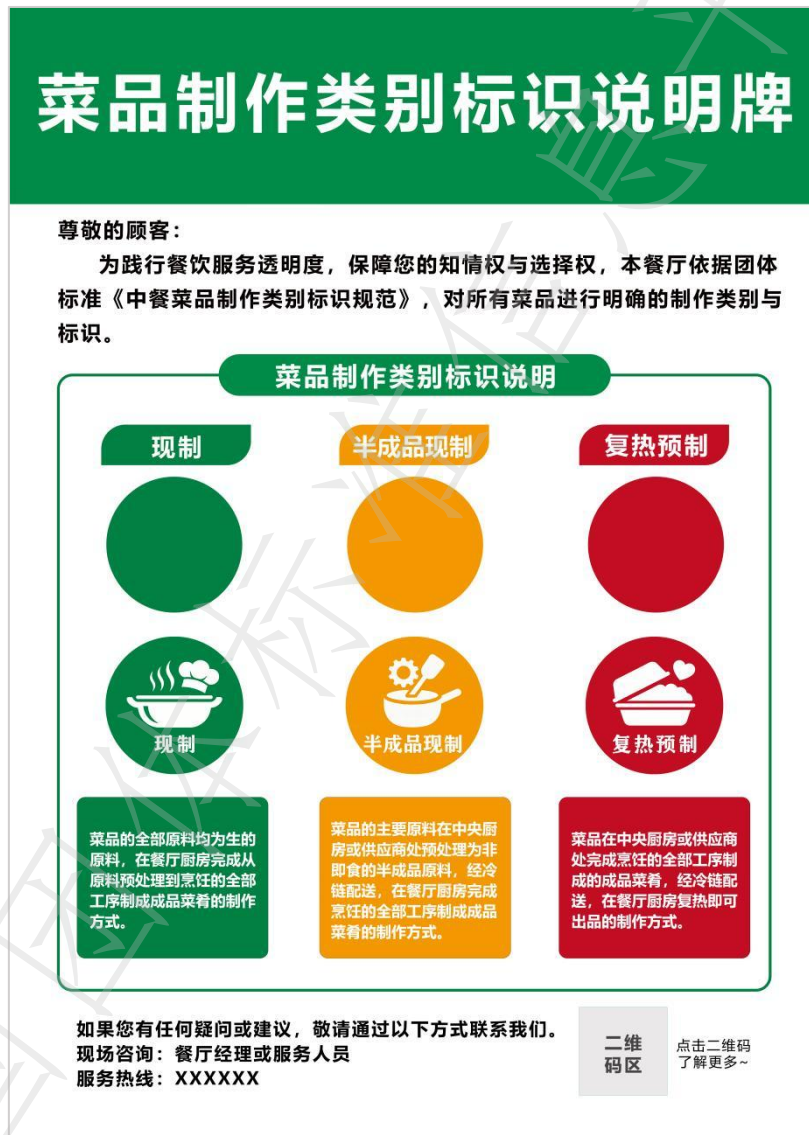 菜品制作类别标识说明牌
尊敬的顾客：
为践行餐饮服务透明度，保障您的知情权与选择权，本餐厅依据团体
标准《中餐菜品制作类别标识规范》，对所有菜品进行明确的制作类别与
标识。
菜品制作类别标识说明
现制
半成品现制
复热预制
现制
半成品现制
复热预制
菜品的全部原料均为生的
原料，在餐厅厨房完成从
原料预处理到烹饪的全部
工序制成成品菜肴的制作
方式。
菜品的主要原料在中央厨
房或供应商处预处理为非
即食的半成品原料，经冷
链配送，在餐厅厨房完成
烹饪的全部工序制成成品
菜肴的制作方式。
菜品在中央厨房或供应商
处完成烹饪的全部工序制
成的成品菜肴，经冷链配
送，在餐厅厨房复热即可
出品的制作方式。
如果您有任何疑问或建议，敬请通过以下方式联系我们。
现场咨询：餐厅经理或服务人员
服务热线：XXXXXX
二维
码区
点击二维码
了解更多~